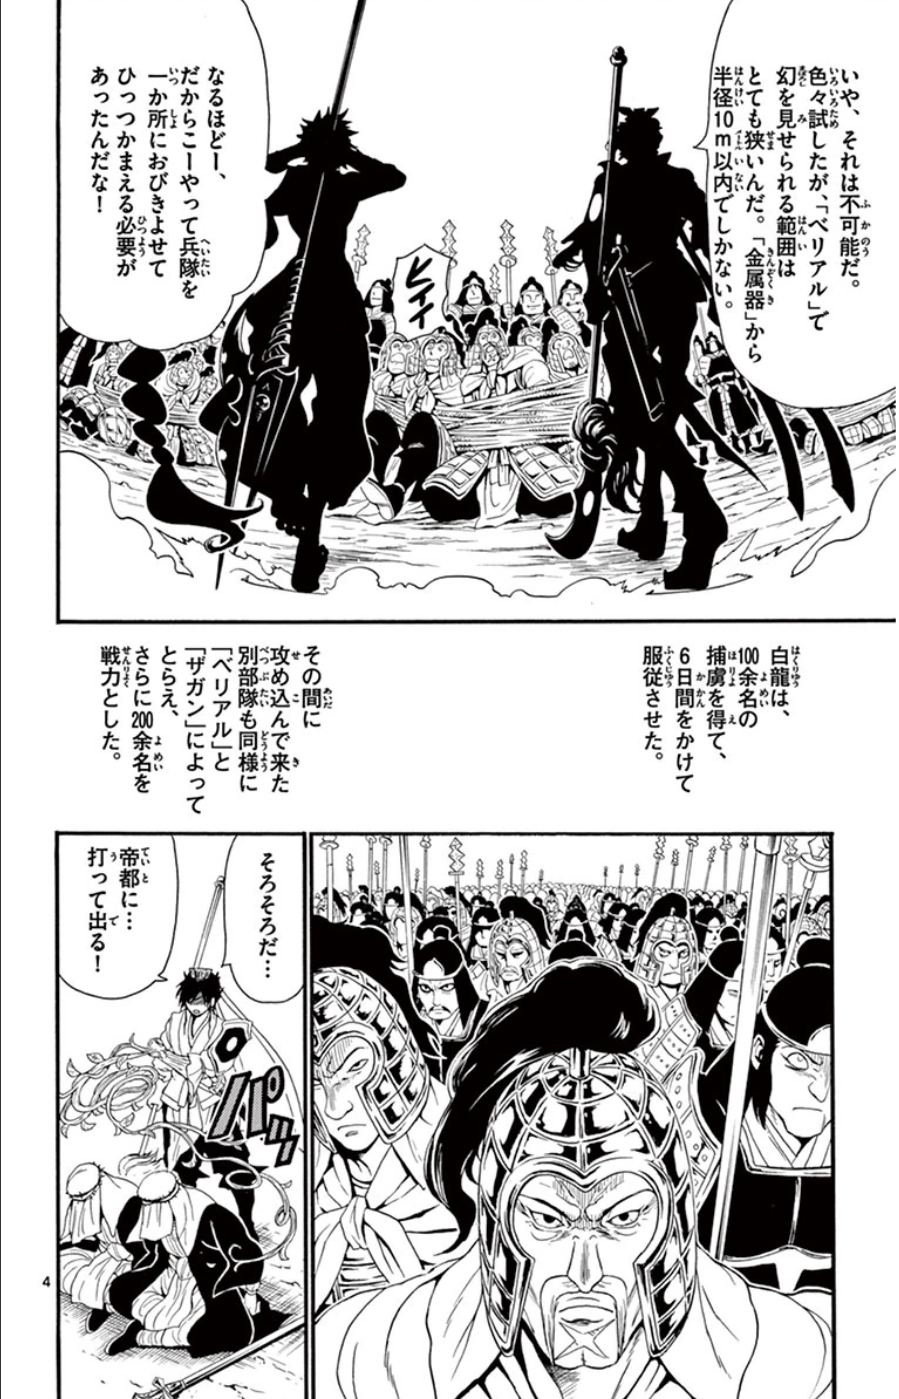 いや、それは不可能だ。
色々試したが、「ベリアル」で
幻を見せられる範囲は
とても狭いんだ。「金属器」から
半径10m以内でしかない。
なるほどー、
だからこーやって兵隊を
一か所におびきよせて
ひっつかまえる必要が
あったんだな!
ヒィイ
白龍は、
100余名の
捕虜を得て、
6日間をかけて
服従させた。
その間に
攻め込んで来た
別部隊も同様に
「ベリアル」と
「ザガン」によって
とらえ、
さらに200余名を
戦力とした。
そろそろだ…
帝都に…
打って出る!
パッ
4